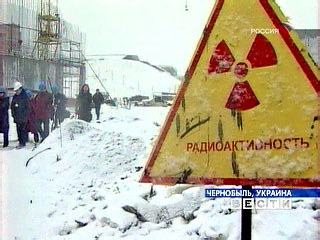 РОССИЯ
РАДИОАКТИВНОСТЬ
ЧЕРНОБЫЛЬ, УКРАИНА
ВЕСТИ